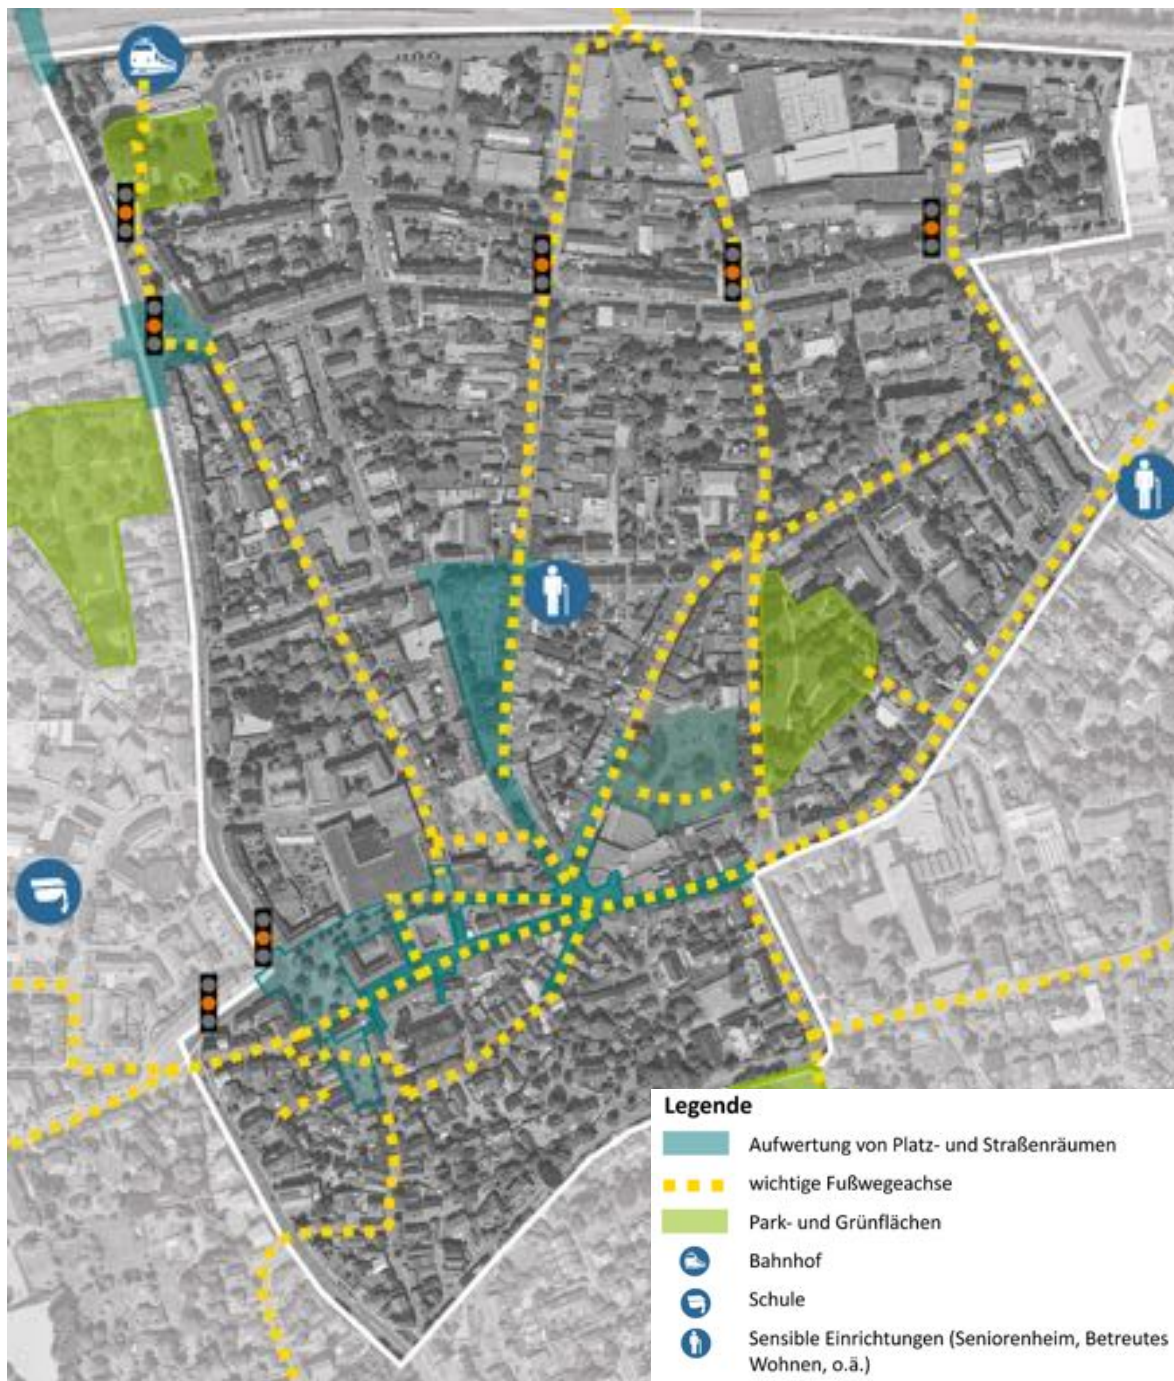 Legende
Aufwertung von Platz- und Straßenräumen
wichtige Fußwegeachse
Park- und Grünflächen
Bahnhof
Schule
Sensible Einrichtungen (Seniorenheim, Betreutes
Wohnen, o.ä.)